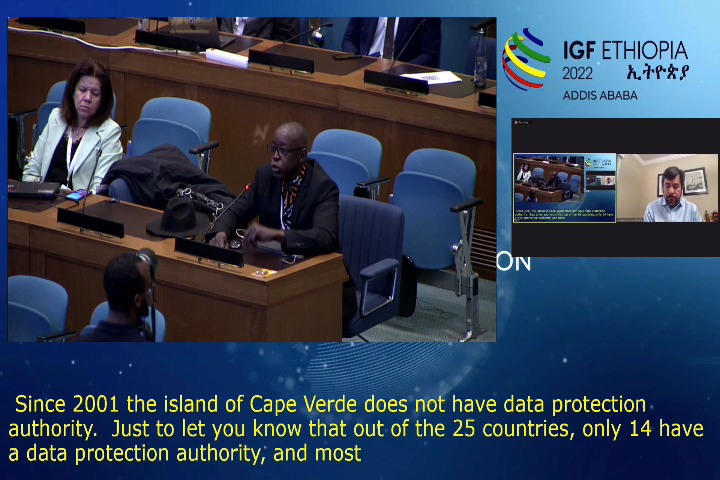 IGF ETHIOPIA
2022 ኢትዮጵያ
ADDIS ABABA
ON
Since 2001 the island of Cape Verde does not have data protection
authority. Just to let you know that out of the 25 countries, only 14 have
a data protection authority, and most